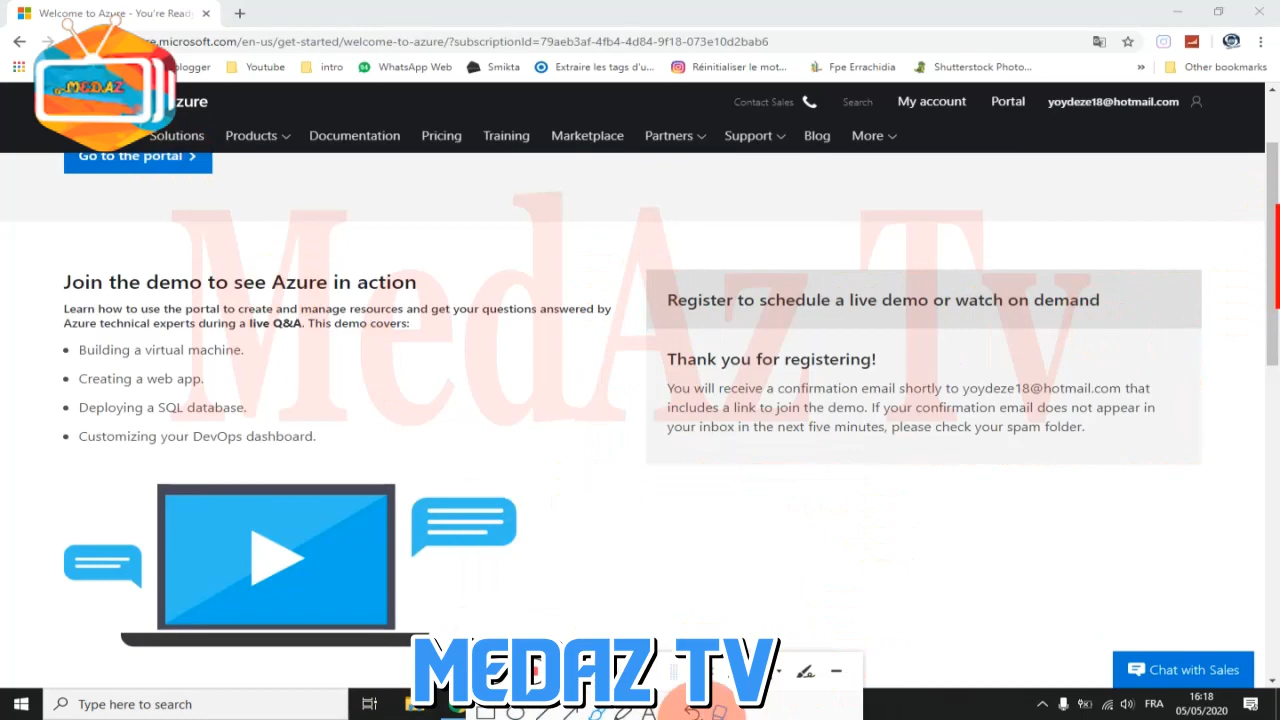 Welcome to Azure - You're Ready
.microsoft.com/en-us/get-started/welcome-to-azure/?subscriptionId=79aeb3af-4fb4-4d84-9f18-073e10d2bab6
blogger Youtube intro WhatsApp Web Smikta Extraire les tags d'u... Réinitialiser le motr... Fpe Errachidia Shutterstock Photo... » Other bookmarks
MEDAZ
zure Contact Sales Search My account Portal yoydeze18@hotmail.com
Solutions Products Documentation Pricing Training Marketplace Partners Support Blog More
Go to the portal
MedAz Tv
Join the demo to see Azure in action
Learn how to use the portal to create and manage resources and get your questions answered by
Azure technical experts during a live Q&A. This demo covers:
• Building a virtual machine.
• Creating a web app.
• Deploying a SQL database.
• Customizing your DevOps dashboard.
Register to schedule a live demo or watch on demand
Thank you for registering!
You will receive a confirmation email shortly to yoydeze18@hotmail.com that
includes a link to join the demo. If your confirmation email does not appear in
your inbox in the next five minutes, please check your spam folder.
MEDAZ TV
Chat with Sales
Type here to search
FRA
16:18
05/05/2020